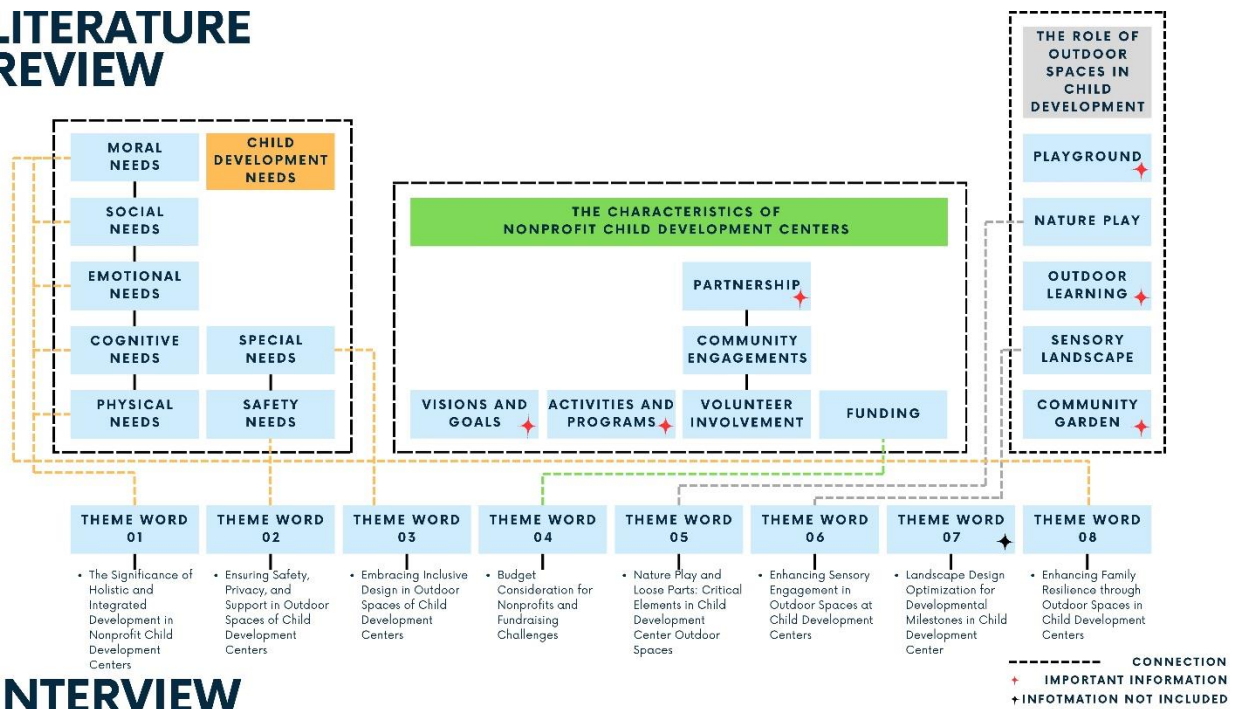 LITERATURE
REVIEW
MORAL
NEEDS
SOCIAL
NEEDS
EMOTIONAL
NEEDS
COGNITIVE
NEEDS
PHYSICAL
NEEDS
CHILD
DEVELOPMENT
NEEDS
SPECIAL
NEEDS
SAFETY
NEEDS
THE CHARACTERISTICS OF
NONPROFIT CHILD DEVELOPMENT CENTERS
PARTNERSHIP
COMMUNITY
ENGAGEMENTS
VISIONS AND
GOALS
ACTIVITIES AND
PROGRAMS
VOLUNTEER
INVOLVEMENT
FUNDING
THE ROLE OF
OUTDOOR
SPACES IN
CHILD
DEVELOPMENT
PLAYGROUND
NATURE PLAY
OUTDOOR
LEARNING
SENSORY
LANDSCAPE
COMMUNITY
GARDEN
THEME WORD
01
• The Significance of
Holistic and
Integrated
Development in
Nonprofit Child
Development
Centers
THEME WORD
02
• Ensuring Safety,
Privacy, and
Support in Outdoor
Spaces of Child
Development
Centers
THEME WORD
03
• Embracing Inclusive
Design in Outdoor
Spaces of Child
Development
Centers
THEME WORD
04
• Budget
Consideration for
Nonprofits and
Fundraising
Challenges
THEME WORD
05
• Nature Play and
Loose Parts: Critical
Elements in Child
Development
Center Outdoor
Spaces
THEME WORD
06
• Enhancing Sensory
Engagement in
Outdoor Spaces at
Child Development
Centers
THEME WORD
07
• Landscape Design
Optimization for
Developmental
Milestones in Child
Development
Center
THEME WORD
08
• Enhancing Family
Resilience through
Outdoor Spaces in
Child Development
Centers
CONNECTION
IMPORTANT INFORMATION
INFOTMATION NOT INCLUDED
INTERVIEW